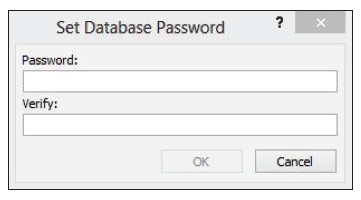 Set Database Password ? ×
Password:
Verify:
OK Cancel